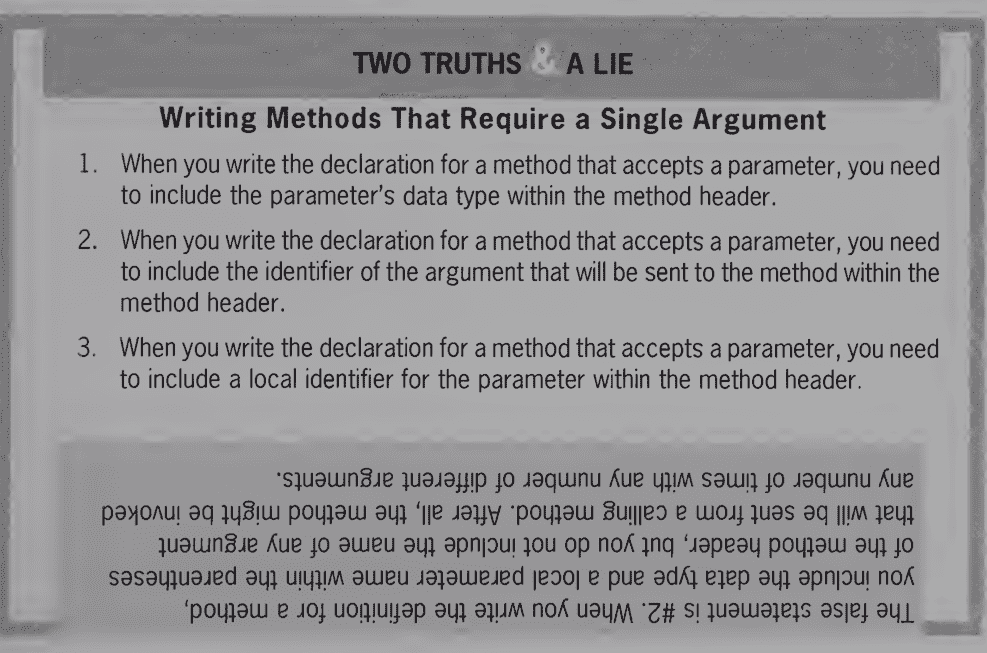 TWO TRUTHS & A LIE
Writing Methods That Require a Single Argument
1. When you write the declaration for a method that accepts a parameter, you need
to include the parameter's data type within the method header.
2. When you write the declaration for a method that accepts a parameter, you need
to include the identifier of the argument that will be sent to the method within the
method header.
3. When you write the declaration for a method that accepts a parameter, you need
to include a local identifier for the parameter within the method header.
The false statement is #2. When you write the definition for a method,
you include the data type and a local parameter name within the parentheses
of the method header, but you do not include the name of any argument
that will be sent from a calling method. After all, the method might be invoked
any number of times with any number of different arguments.